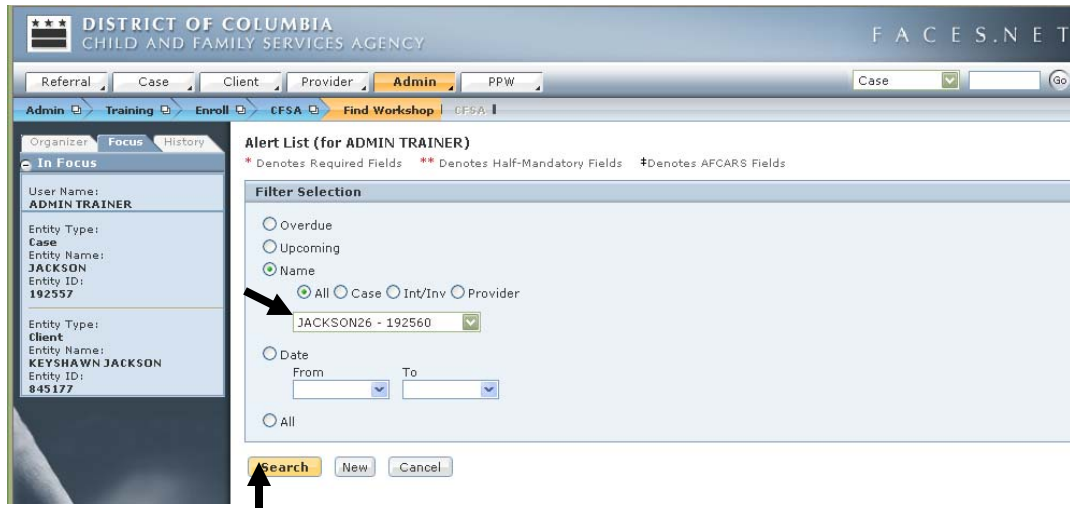 DISTRICT OF COLUMBIA
CHILD AND FAMILY SERVICES AGENCY
FACES.NET
Referral Case Client Provider Admin PPW Case Go
Admin Training Enroll CFSA Find Workshop CFSA
Organizer Focus History
In Focus
User Name:
ADMIN TRAINER
Entity Type:
Case
Entity Name:
JACKSON
Entity ID:
192557
Entity Type:
Client
Entity Name:
KEYSHAWN JACKSON
Entity ID:
845177
Alert List (for ADMIN TRAINER)
* Denotes Required Fields ** Denotes Half-Mandatory Fields ‡Denotes AFCARS Fields
Filter Selection
Overdue
Upcoming
Name
All Case Int/Inv Provider
JACKSON26 - 192560
Date
From To
All
Search New Cancel